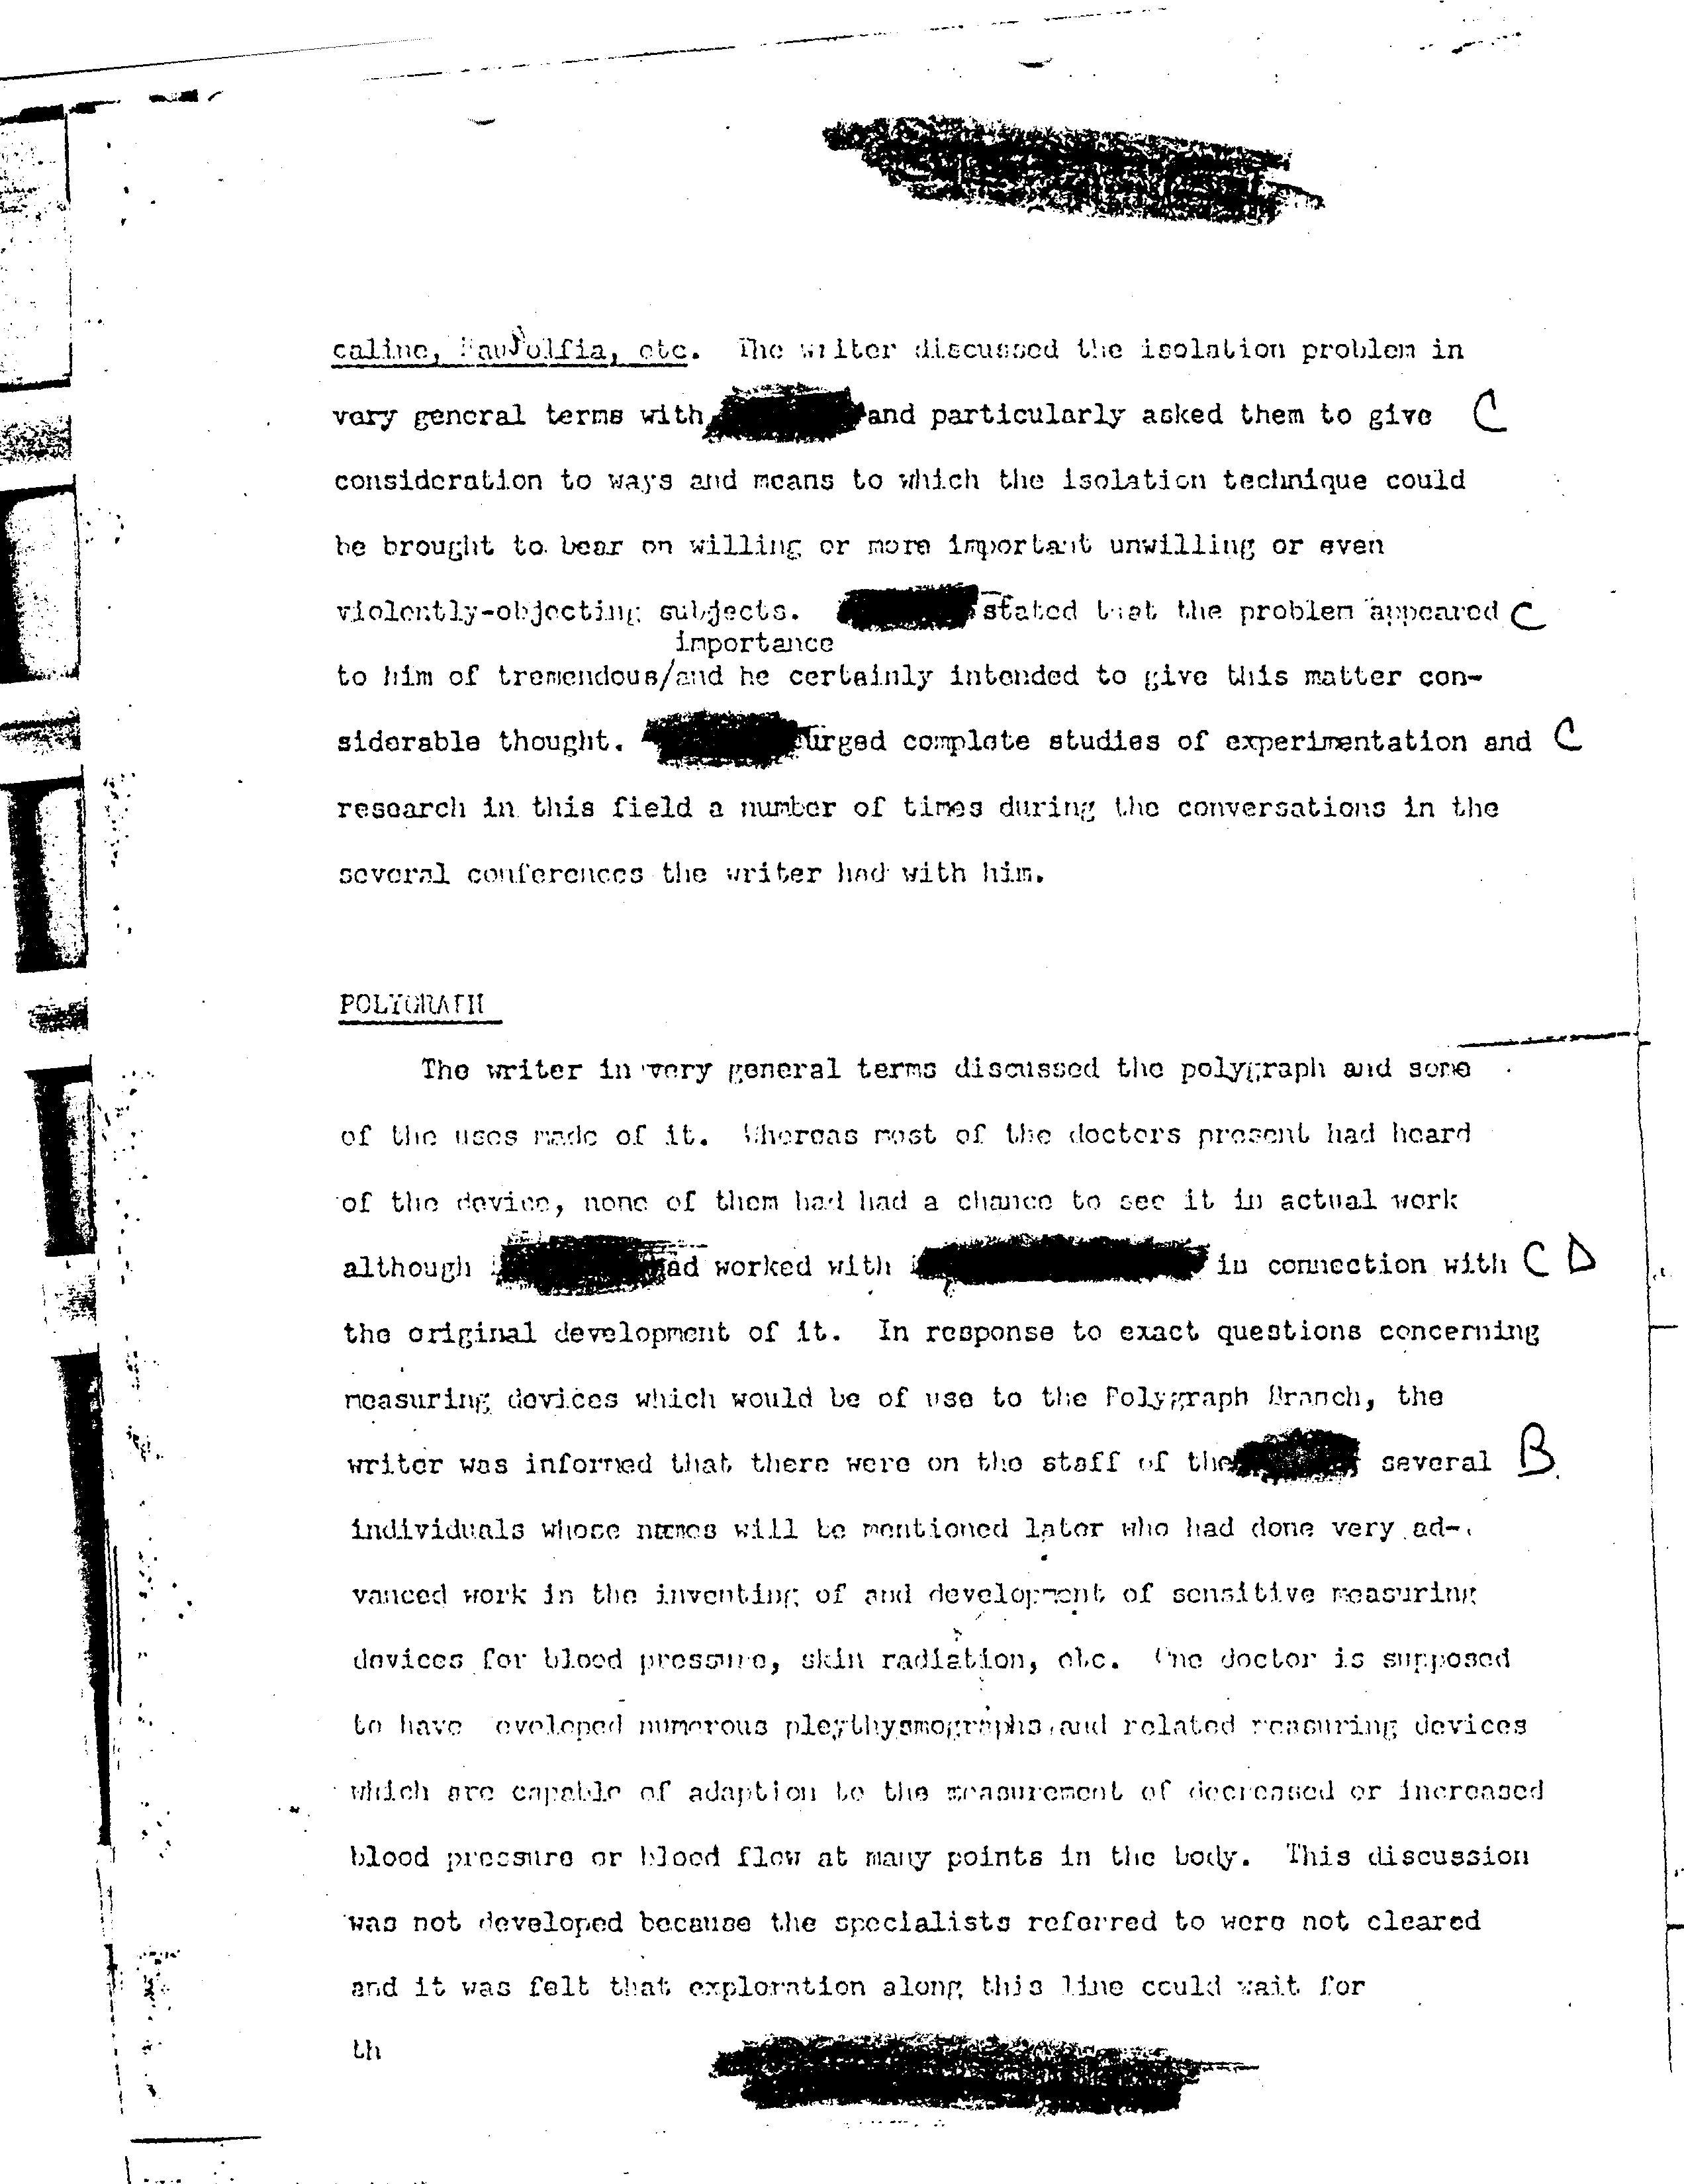 caline, Rauwolfia, etc. The writer discussed the isolation problem in
very general terms with and particularly asked them to give C
consideration to ways and means to which the isolation technique could
be brought to bear on willing or more important unwilling or even
violently-objecting subjects. stated that the problem appeared C
importance
to him of tremendous/and he certainly intended to give this matter con-
siderable thought. urged complete studies of experimentation and C
research in this field a number of times during the conversations in the
several conferences the writer had with him.
POLYGRAPH
The writer in very general terms discussed the polygraph and some
of the uses made of it. Whereas most of the doctors present had heard
of the device, none of them had had a chance to see it in actual work
although ad worked with in connection with C D
the original development of it. In response to exact questions concerning
measuring devices which would be of use to the Polygraph Branch, the
writer was informed that there were on the staff of the several B
individuals whose names will be mentioned later who had done very ad-
vanced work in the inventing of and development of sensitive measuring
devices for blood pressure, skin radiation, etc. One doctor is supposed
to have eveloped numerous pleythysmographs and related measuring devices
which are capable of adaption to the measurement of decreased or increased
blood pressure or blood flow at many points in the body. This discussion
was not developed because the specialists referred to were not cleared
and it was felt that exploration along this line could wait for
th